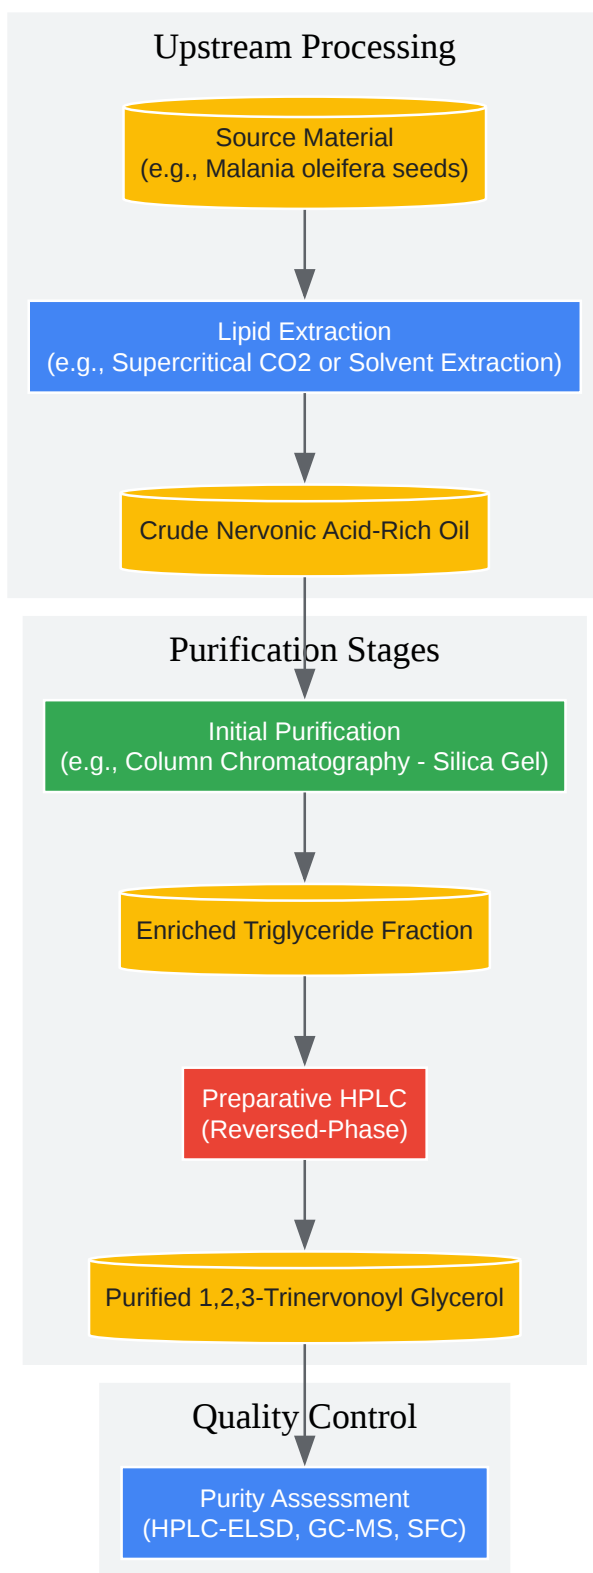 Upstream Processing
Source Material
(e.g., Malania oleifera seeds)
Lipid Extraction
(e.g., Supercritical CO2 or Solvent Extraction)
Crude Nervonic Acid-Rich Oil
Purification Stages
Initial Purification
(e.g., Column Chromatography - Silica Gel)
Enriched Triglyceride Fraction
Preparative HPLC
(Reversed-Phase)
Purified 1,2,3-Trinervonoyl Glycerol
Quality Control
Purity Assessment
(HPLC-ELSD, GC-MS, SFC)